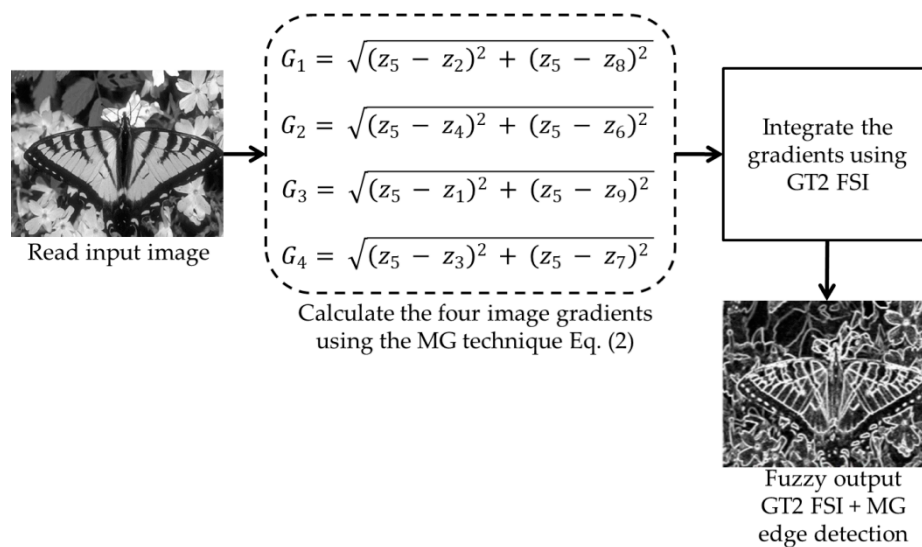 G₁ = √(z₅ − z₂)² + (z₅ − z₈)²
G₂ = √(z₅ − z₄)² + (z₅ − z₆)²
G₃ = √(z₅ − z₁)² + (z₅ − z₉)²
G₄ = √(z₅ − z₃)² + (z₅ − z₇)²
Read input image
Calculate the four image gradients
using the MG technique Eq. (2)
Integrate the
gradients using
GT2 FSI
Fuzzy output
GT2 FSI + MG
edge detection